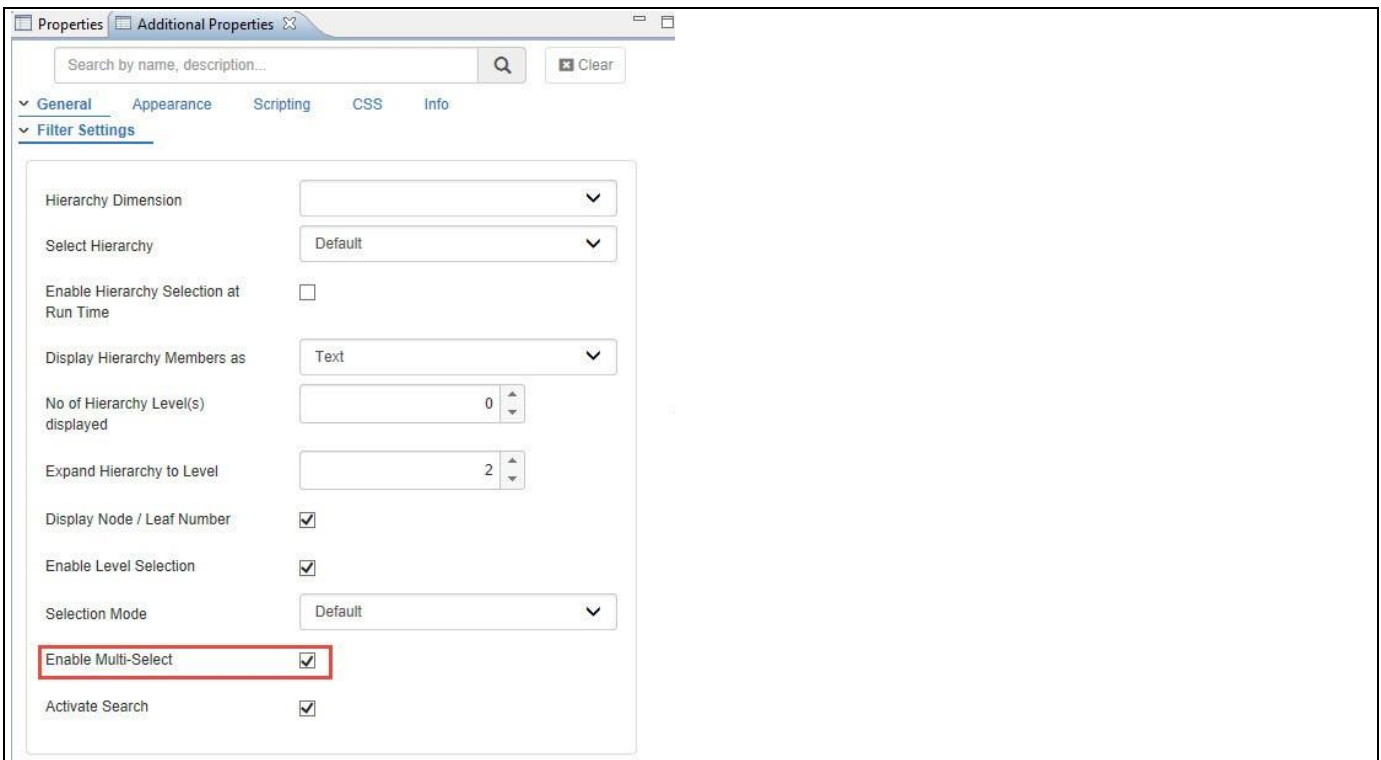 Properties Additional Properties
Search by name, description... Clear
General Appearance Scripting CSS Info
Filter Settings
Hierarchy Dimension
Select Hierarchy Default
Enable Hierarchy Selection at
Run Time
Display Hierarchy Members as Text
No of Hierarchy Level(s)
displayed 0
Expand Hierarchy to Level 2
Display Node / Leaf Number
Enable Level Selection
Selection Mode Default
Enable Multi-Select
Activate Search